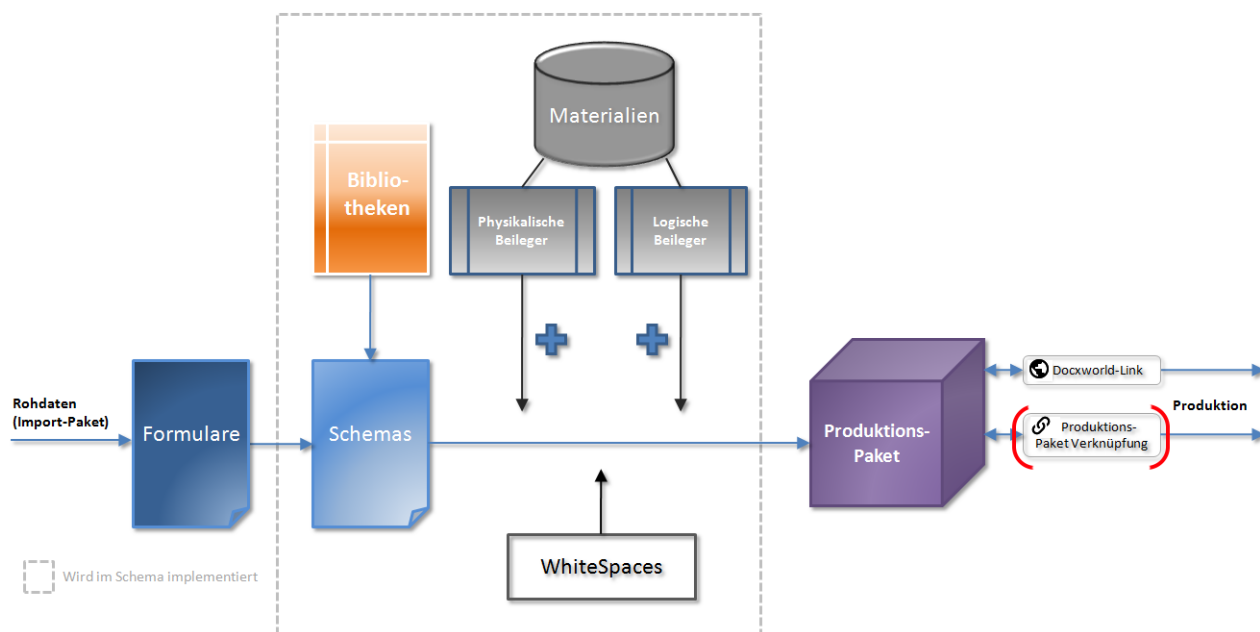 Materialien
Biblio-
theken
Physikalische
Beileger
Logische
Beileger
Rohdaten
(Import-Paket)
Formulare
Schemas
Produktions-
Paket
Docxworld-Link
Produktion
Produktions-
Paket Verknüpfung
WhiteSpaces
Wird im Schema implementiert